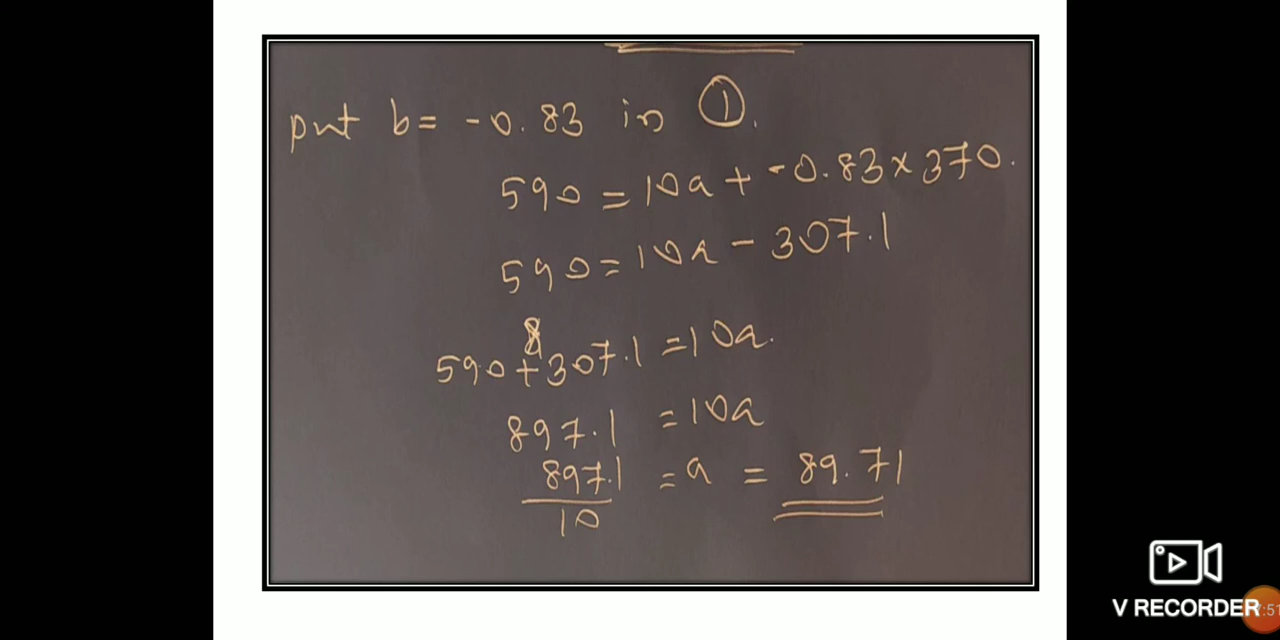 put b= -0.83 in ①.
590 = 10a + -0.83 × 370.
590 = 10a - 307.1
8
590 + 307.1 = 10a.
897.1 = 10a
897.1 = a = 89.71
10
V RECORDER
:51